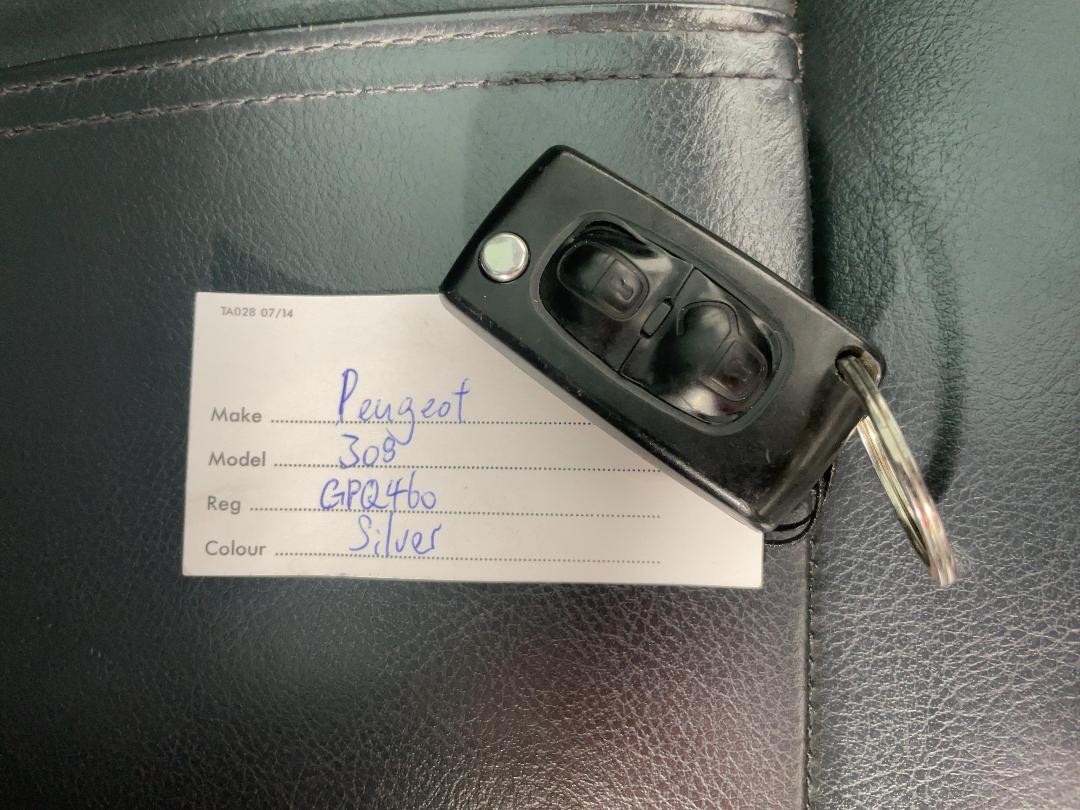 TA028 07/14
Make Peugeot
Model 308
Reg GPQ460
Colour Silver